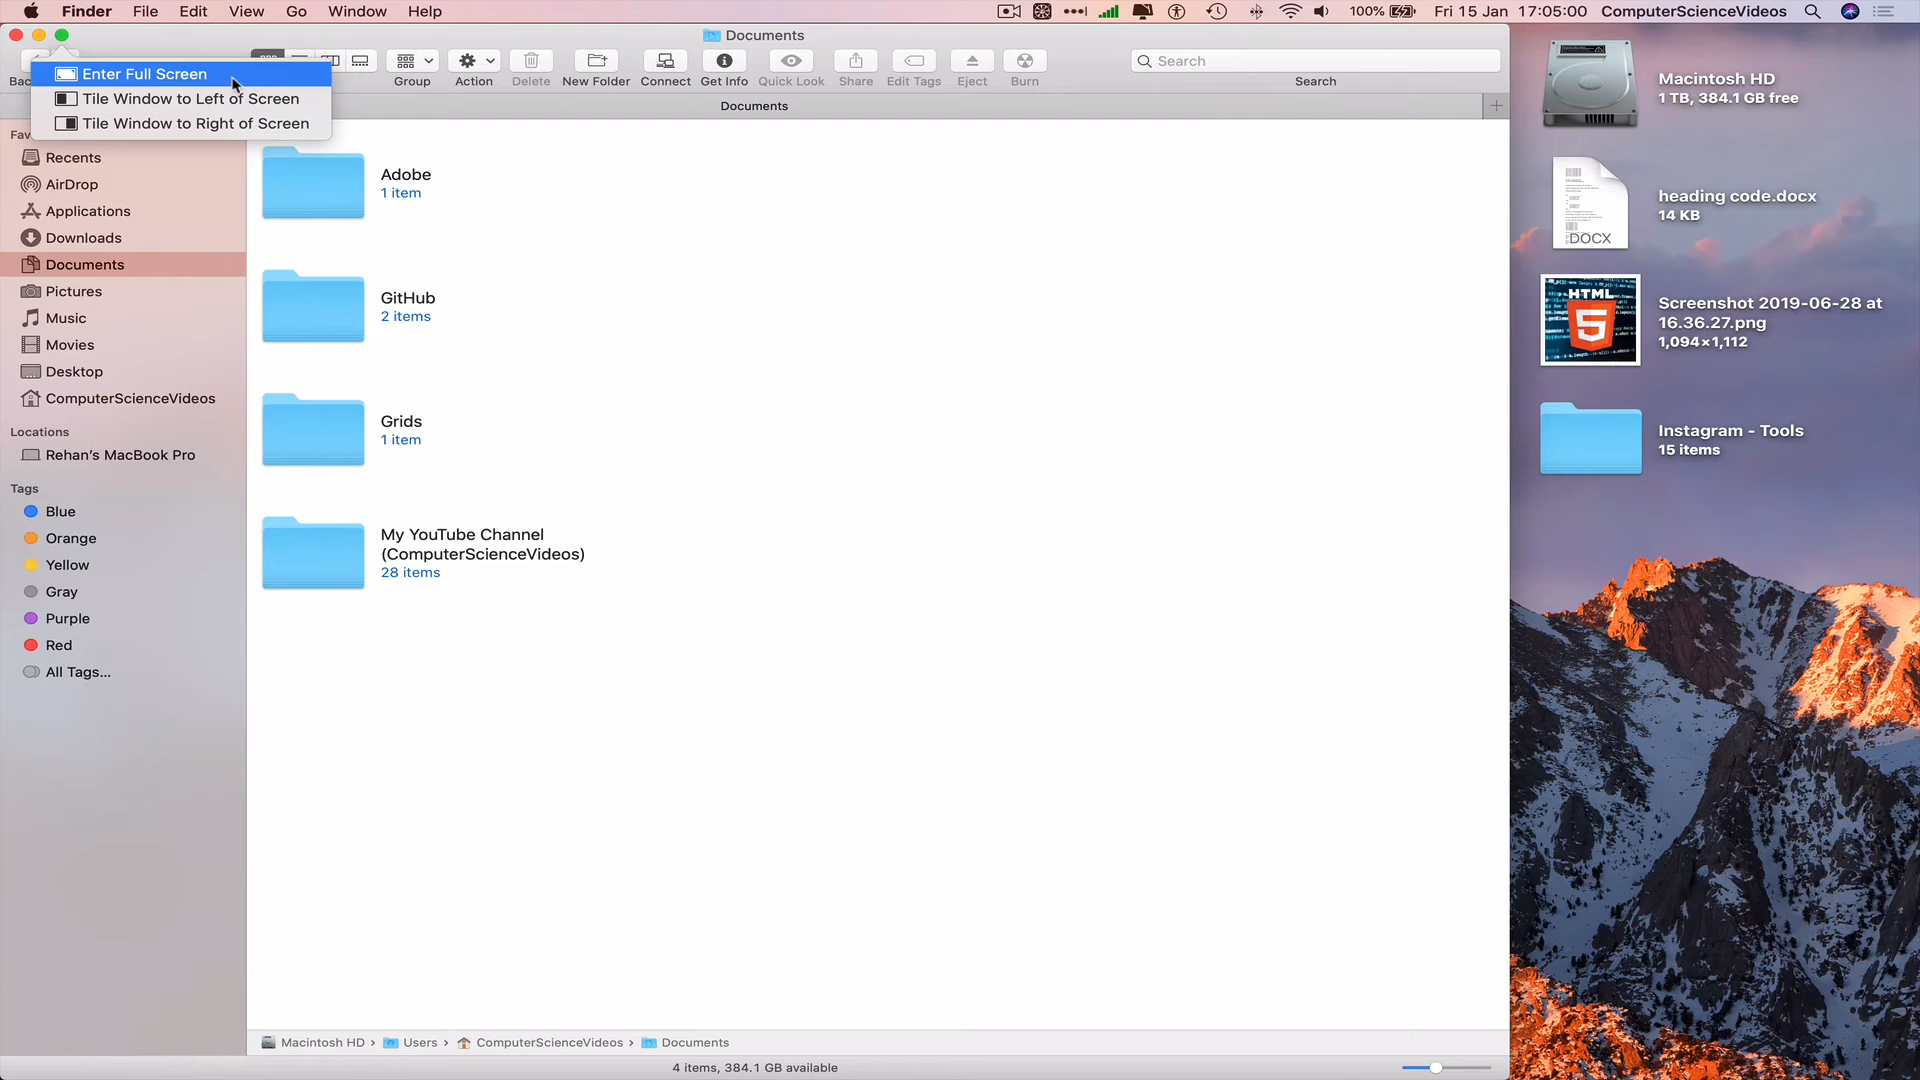 Finder File Edit View Go Window Help
100% Fri 15 Jan 17:05:00 ComputerScienceVideos
Documents
Search
Group Action Delete New Folder Connect Get Info Quick Look Share Edit Tags Eject Burn Search
Enter Full Screen
Tile Window to Left of Screen
Tile Window to Right of Screen
Documents
Recents
AirDrop
Applications
Downloads
Documents
Pictures
Music
Movies
Desktop
ComputerScienceVideos
Locations
Rehan's MacBook Pro
Tags
Blue
Orange
Yellow
Gray
Purple
Red
All Tags...
Adobe
1 item
GitHub
2 items
Grids
1 item
My YouTube Channel
(ComputerScienceVideos)
28 items
Macintosh HD › Users › ComputerScienceVideos › Documents
4 items, 384.1 GB available
Macintosh HD
1 TB, 384.1 GB free
DOCX
heading code.docx
14 KB
HTML
5
Screenshot 2019-06-28 at
16.36.27.png
1,094×1,112
Instagram - Tools
15 items